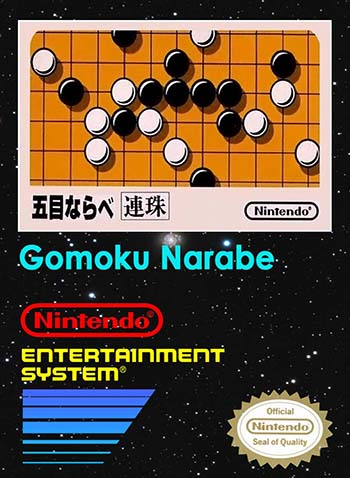 五目ならべ 連珠
Nintendo®
Gomoku Narabe
Nintendo®
ENTERTAINMENT
SYSTEM®
Official
Nintendo
Seal of Quality